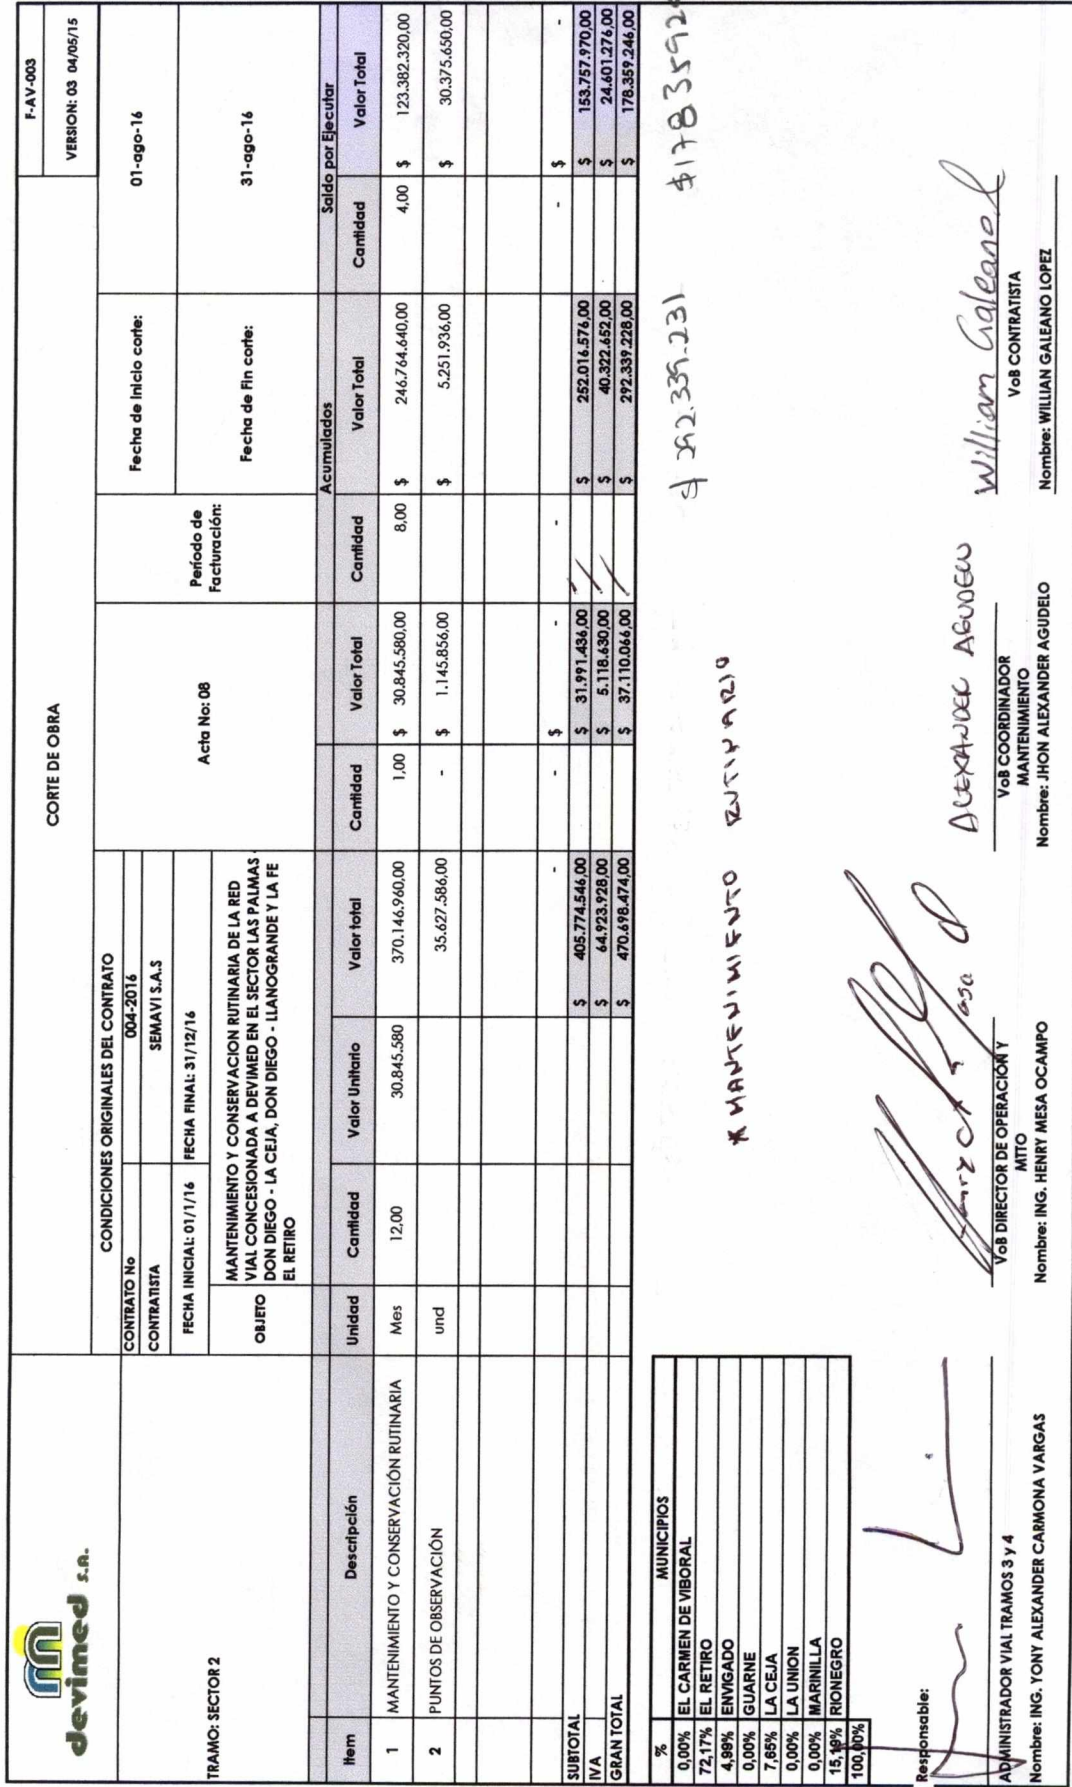 devimed s.a.
CORTE DE OBRA
F-AV-003
VERSION: 03 04/05/15
TRAMO: SECTOR 2
CONDICIONES ORIGINALES DEL CONTRATO
CONTRATO No 004-2016
CONTRATISTA SEMAVI S.A.S
FECHA INICIAL: 01/1/16 FECHA FINAL: 31/12/16
OBJETO
MANTENIMIENTO Y CONSERVACION RUTINARIA DE LA RED
VIAL CONCESIONADA A DEVIMED EN EL SECTOR LAS PALMAS
DON DIEGO - LA CEJA, DON DIEGO - LLANOGRANDE Y LA FE
EL RETIRO
Acta No: 08
Período de
Facturación:
Fecha de Inicio corte: 01-ago-16
Fecha de Fin corte: 31-ago-16
Acumulados Saldo por Ejecutar
Item Descripción Unidad Cantidad Valor Unitario Valor total Cantidad Valor Total Cantidad Valor Total Cantidad Valor Total
1 MANTENIMIENTO Y CONSERVACIÓN RUTINARIA Mes 12,00 30.845.580 370.146.960,00 1,00 $ 30.845.580,00 8,00 $ 246.764.640,00 4,00 $ 123.382.320,00
2 PUNTOS DE OBSERVACIÓN und 35.627.586,00 - $ 1.145.856,00 $ 5.251.936,00 $ 30.375.650,00
- - $ - - - $ -
SUBTOTAL $ 405.774.546,00 $ 31.991.436,00 $ 252.016.576,00 $ 153.757.970,00
IVA $ 64.923.928,00 $ 5.118.630,00 $ 40.322.652,00 $ 24.601.276,00
GRAN TOTAL $ 470.698.474,00 $ 37.110.066,00 $ 292.339.228,00 $ 178.359.246,00
$ 292.339.231 $17835924
% MUNICIPIOS
0,00% EL CARMEN DE VIBORAL
72,17% EL RETIRO
4,99% ENVIGADO
0,00% GUARNE
7,65% LA CEJA
0,00% LA UNION
0,00% MARINILLA
15,19% RIONEGRO
100,00%
* MANTENIMIENTO RUTINARIO
Responsable:
ALEXANDER AGUDELO
William Galeano
ADMINISTRADOR VIAL TRAMOS 3 y 4
Nombre: ING. YONY ALEXANDER CARMONA VARGAS
VoB DIRECTOR DE OPERACIÓN Y
MTTO
Nombre: ING. HENRY MESA OCAMPO
VoB COORDINADOR
MANTENIMIENTO
Nombre: JHON ALEXANDER AGUDELO
VoB CONTRATISTA
Nombre: WILLIAN GALEANO LOPEZ